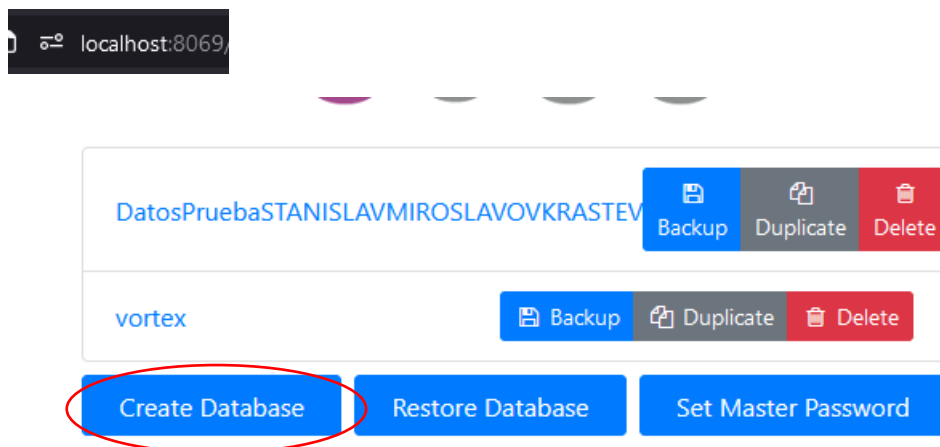 localhost:8069/
DatosPruebaSTANISLAVMIROSLAVOVKRASTEV
Backup Duplicate Delete
vortex
Backup Duplicate Delete
Create Database Restore Database Set Master Password